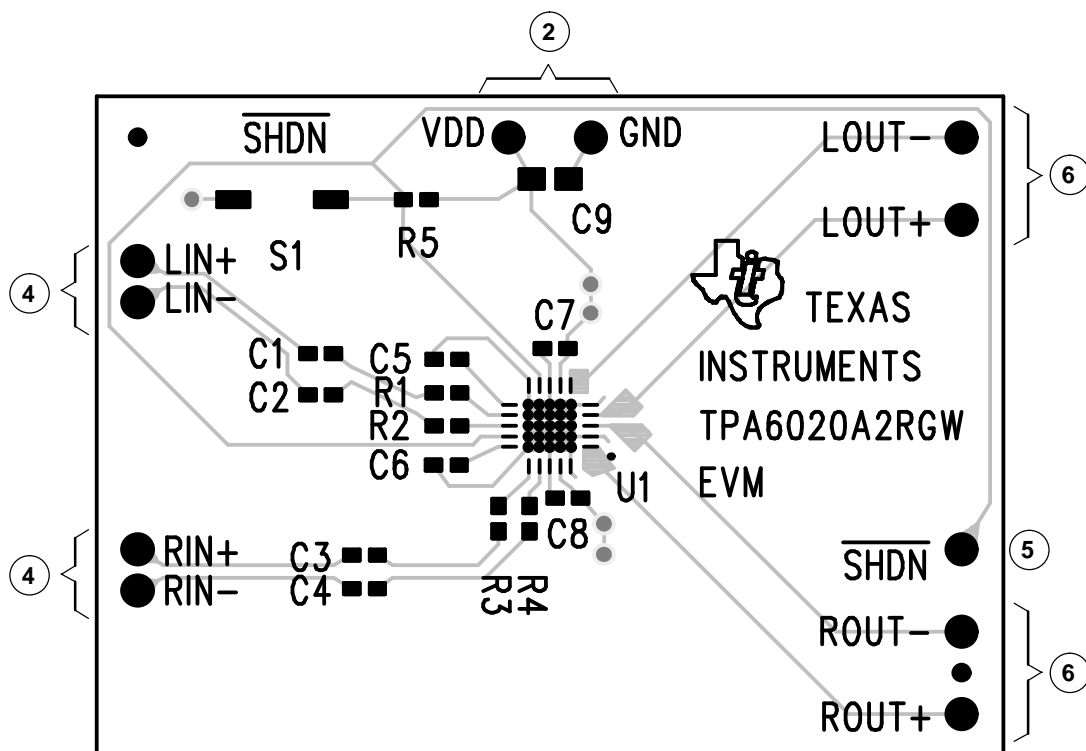 2
SHDN
VDD
GND
LOUT-
6
C9
LOUT+
R5
S1
4
LIN+
LIN-
TEXAS
C7
C1
C5
INSTRUMENTS
C2
R1
R2
TPA6020A2RGW
C6
U1
EVM
C8
4
RIN+
RIN-
C3
C4
R3
R4
SHDN
5
ROUT-
6
ROUT+